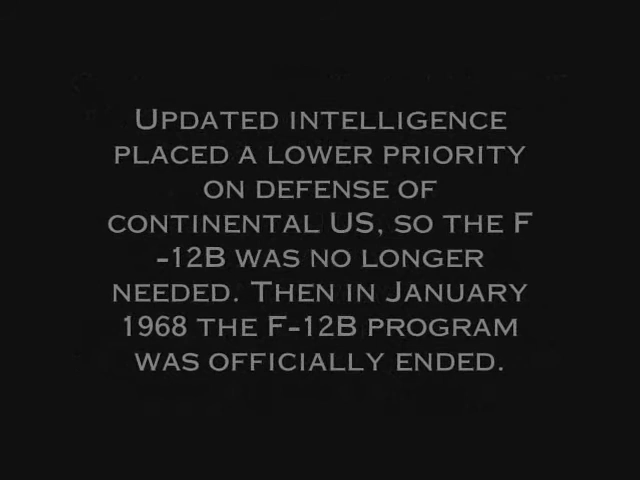 Updated intelligence
placed a lower priority
on defense of
continental US, so the F
-12B was no longer
needed. Then in January
1968 the F-12B program
was officially ended.